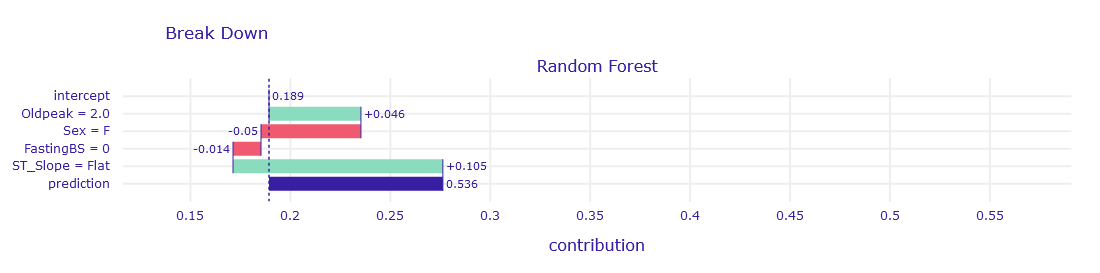 Break Down
Random Forest
intercept 0.189
Oldpeak = 2.0 +0.046
Sex = F -0.05
FastingBS = 0 -0.014
ST_Slope = Flat +0.105
prediction 0.536
0.15 0.2 0.25 0.3 0.35 0.4 0.45 0.5 0.55
contribution